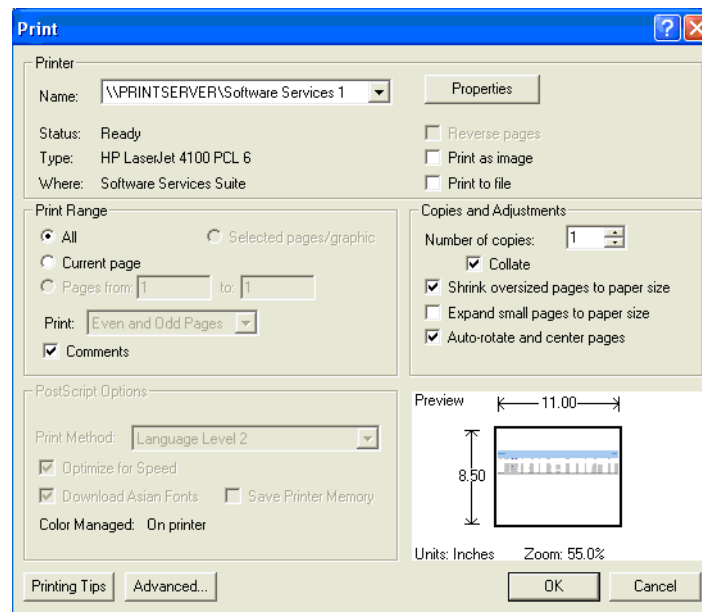 Print
Printer
Name: \\PRINTSERVER\Software Services 1
Properties
Status: Ready
Reverse pages
Type: HP LaserJet 4100 PCL 6
Print as image
Where: Software Services Suite
Print to file
Print Range
All
Selected pages/graphic
Current page
Pages from: 1 to: 1
Print: Even and Odd Pages
Comments
Copies and Adjustments
Number of copies: 1
Collate
Shrink oversized pages to paper size
Expand small pages to paper size
Auto-rotate and center pages
PostScript Options
Print Method: Language Level 2
Optimize for Speed
Download Asian Fonts Save Printer Memory
Color Managed: On printer
Preview
11.00
8.50
Units: Inches Zoom: 55.0%
Printing Tips Advanced... OK Cancel